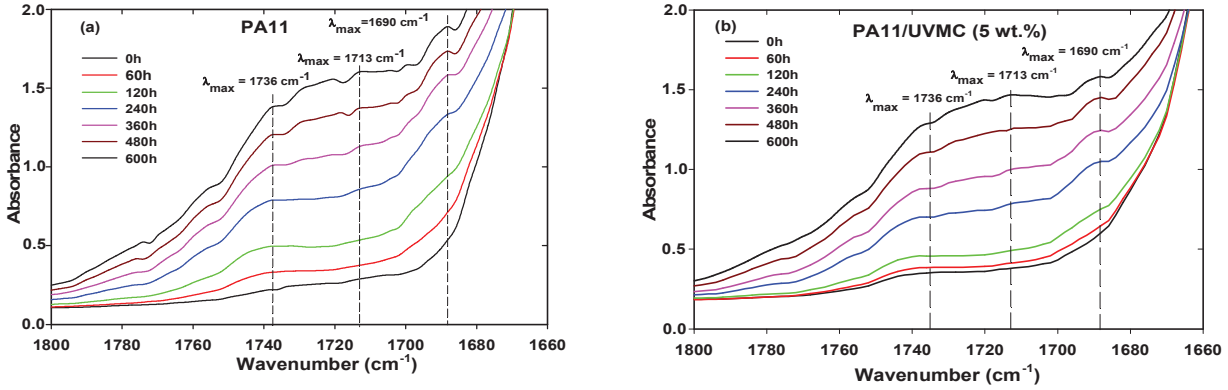 (a)
PA11
λmax =1690 cm-1
λmax = 1713 cm-1
λmax = 1736 cm-1
0h
60h
120h
240h
360h
480h
600h
Absorbance
2.0
1.5
1.0
0.5
0.0
1800 1780 1760 1740 1720 1700 1680 1660
Wavenumber (cm-1)
(b)
PA11/UVMC (5 wt.%)
λmax = 1690 cm-1
λmax = 1713 cm-1
λmax = 1736 cm-1
0h
60h
120h
240h
360h
480h
600h
Absorbance
2.0
1.5
1.0
0.5
0.0
1800 1780 1760 1740 1720 1700 1680 1660
Wavenumber (cm-1)